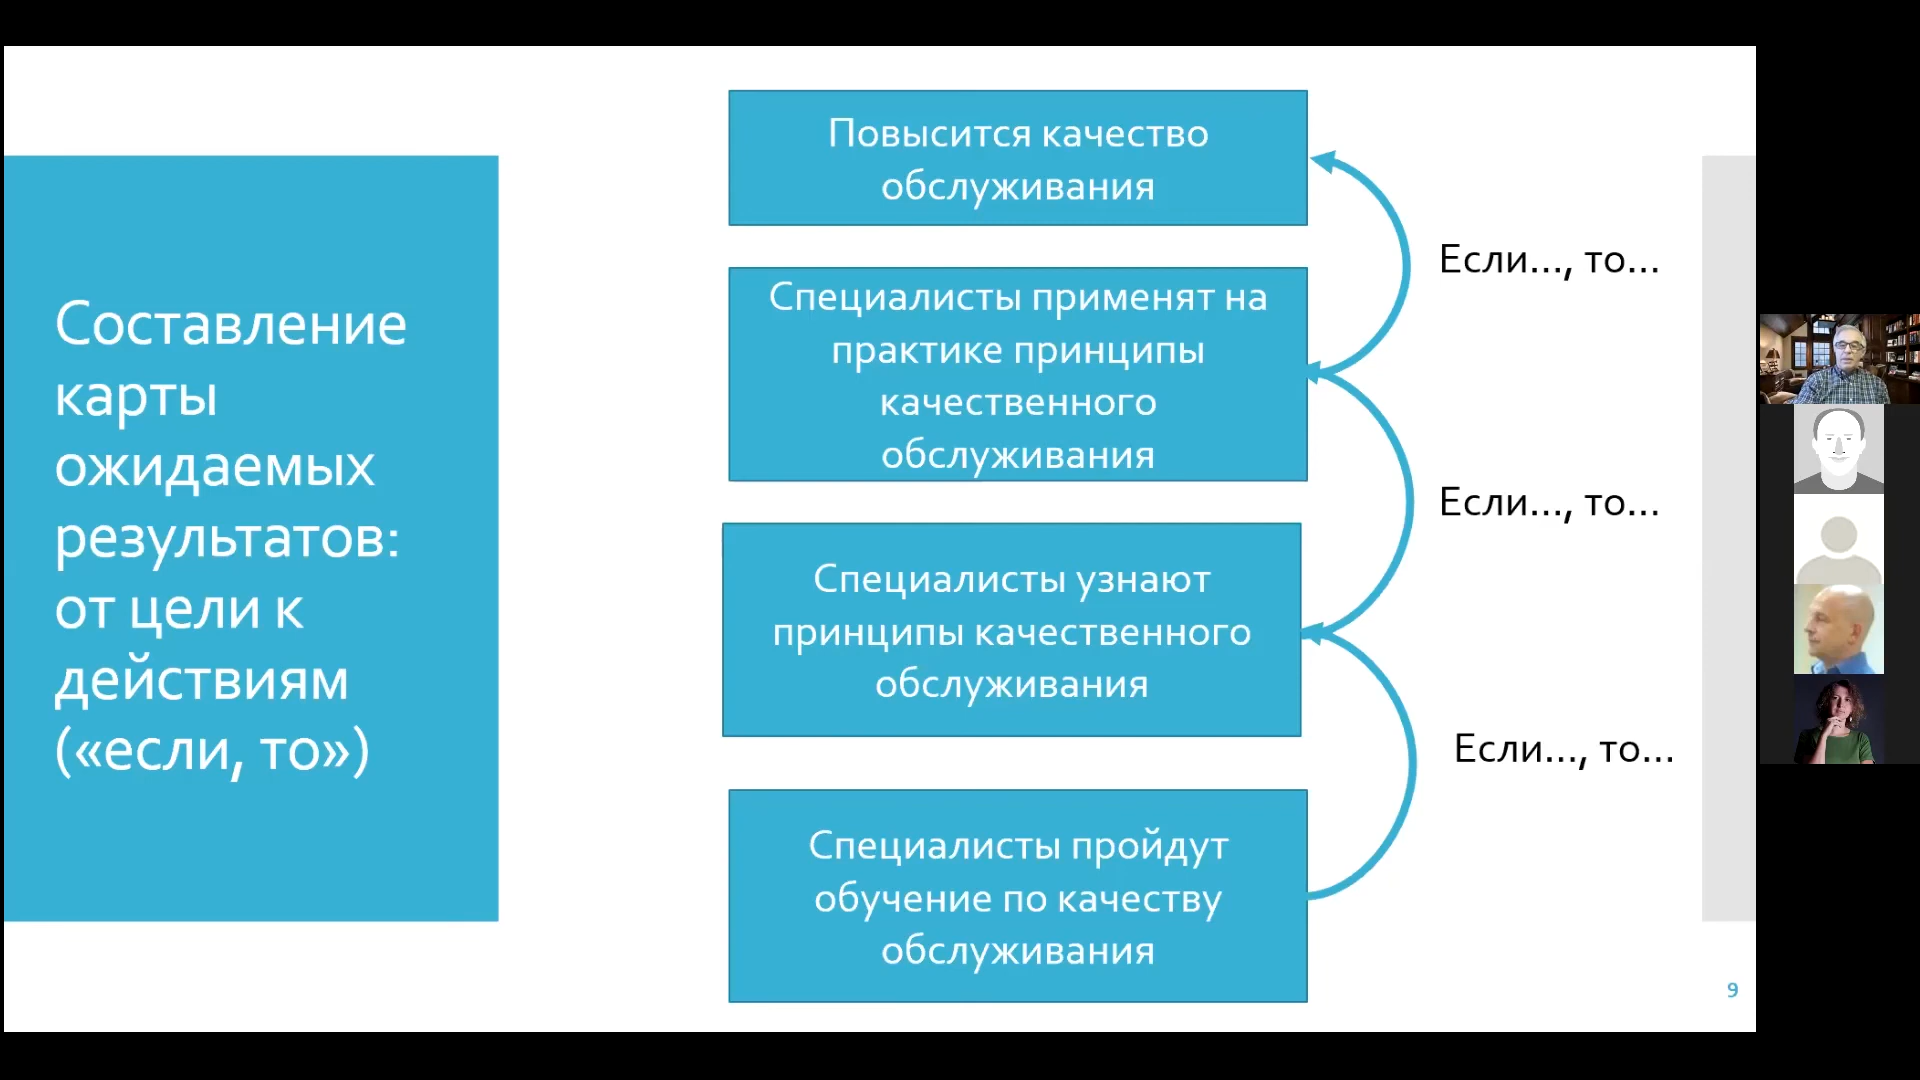 Составление
карты
ожидаемых
результатов:
от цели к
действиям
(«если, то»)
Повысится качество
обслуживания
Если..., то...
Специалисты применят на
практике принципы
качественного
обслуживания
Если..., то...
Специалисты узнают
принципы качественного
обслуживания
Если..., то...
Специалисты пройдут
обучение по качеству
обслуживания
9